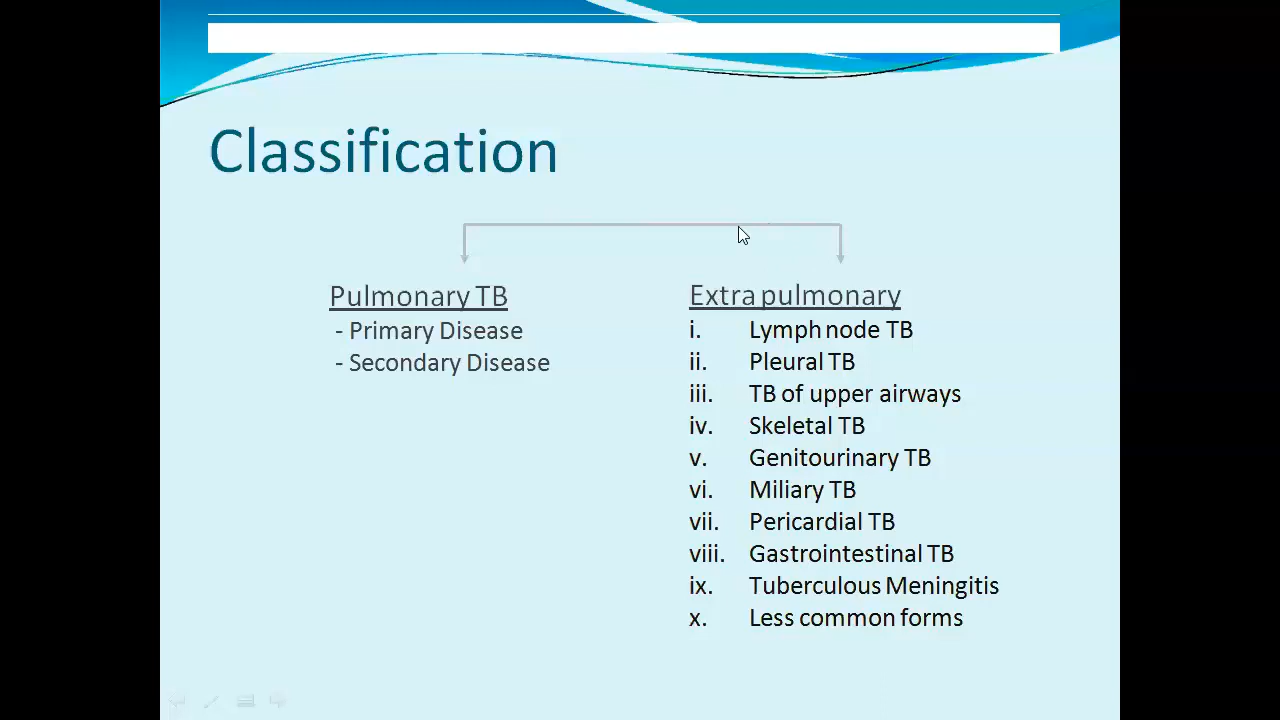 Classification
Pulmonary TB
- Primary Disease
- Secondary Disease
Extra pulmonary
i. Lymph node TB
ii. Pleural TB
iii. TB of upper airways
iv. Skeletal TB
v. Genitourinary TB
vi. Miliary TB
vii. Pericardial TB
viii. Gastrointestinal TB
ix. Tuberculous Meningitis
x. Less common forms